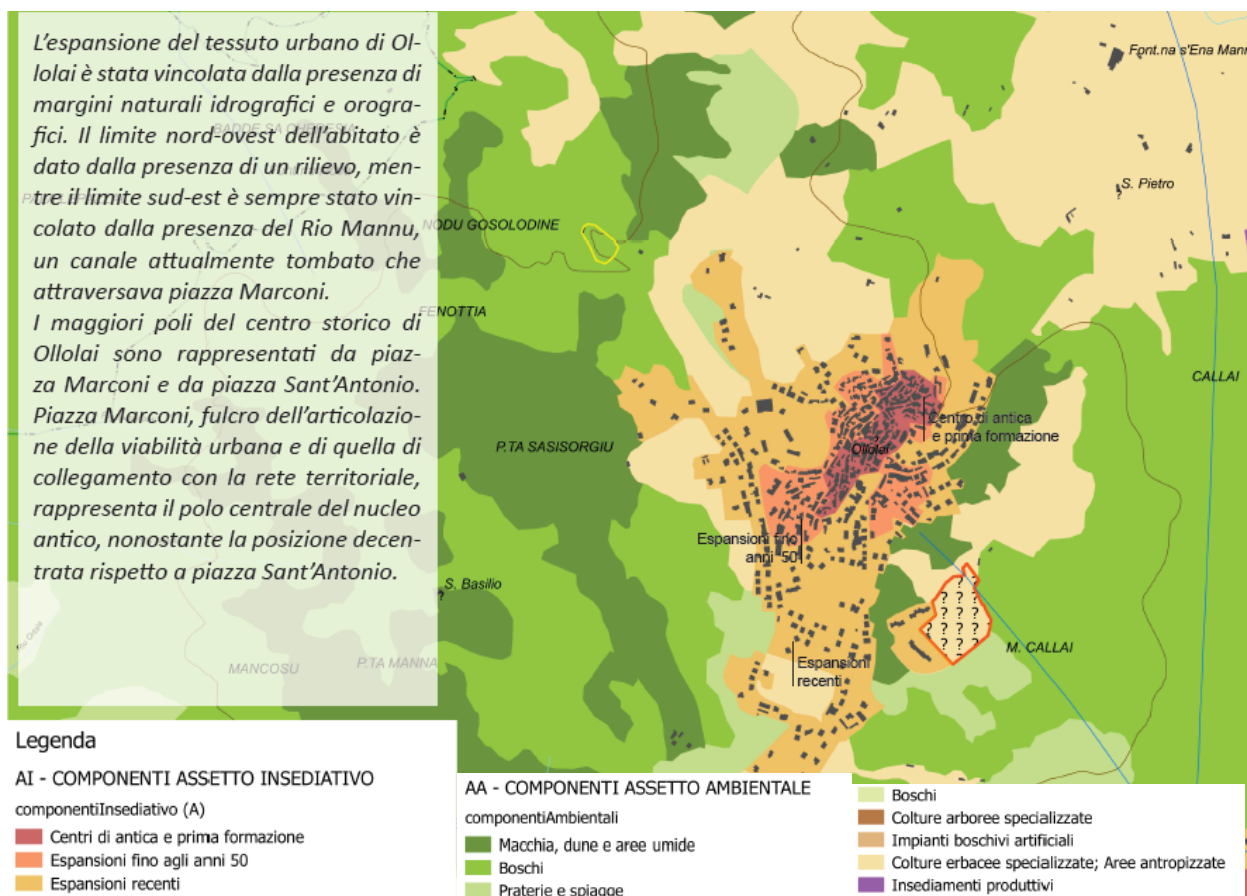 L'espansione del tessuto urbano di Ol-
lolai è stata vincolata dalla presenza di
margini naturali idrografici e orogra-
fici. Il limite nord-ovest dell'abitato è
dato dalla presenza di un rilievo, men-
tre il limite sud-est è sempre stato vin-
colato dalla presenza del Rio Mannu,
un canale attualmente tombato che
attraversava piazza Marconi.
I maggiori poli del centro storico di
Ollolai sono rappresentati da piaz-
za Marconi e da piazza Sant'Antonio.
Piazza Marconi, fulcro dell'articolazio-
ne della viabilità urbana e di quella di
collegamento con la rete territoriale,
rappresenta il polo centrale del nucleo
antico, nonostante la posizione decen-
trata rispetto a piazza Sant'Antonio.
MANCOSU
P.TA MANNA
Font.na s'Ena Mann
S. Pietro
NODU GOSOLODINE
FENOTTIA
CALLAI
P.TA SASISORGIU
Centro di antica
e prima formazione
Ollolai
Espansioni fino
anni 50
S. Basilio
? ? ? ? ? ? ? ? ? ? ? ? ? ? ? ?
M. CALLAI
Espansioni
recenti
Legenda
AI - COMPONENTI ASSETTO INSEDIATIVO
componentiInsediativo (A)
Centri di antica e prima formazione
Espansioni fino agli anni 50
Espansioni recenti
AA - COMPONENTI ASSETTO AMBIENTALE
componentiAmbientali
Macchia, dune e aree umide
Boschi
Praterie e spiagge
Boschi
Colture arboree specializzate
Impianti boschivi artificiali
Colture erbacee specializzate; Aree antropizzate
Insediamenti produttivi